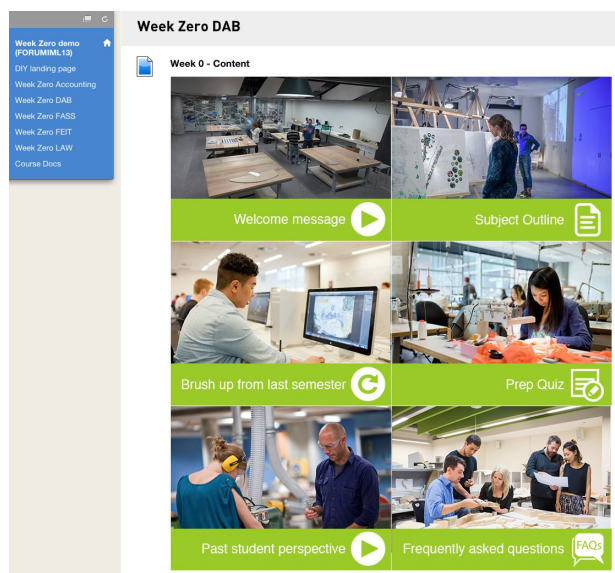 Week Zero demo
(FORUMIML13)
DIY landing page
Week Zero Accounting
Week Zero DAB
Week Zero FASS
Week Zero FEIT
Week Zero LAW
Course Docs
Week Zero DAB
Week 0 - Content
Welcome message
Subject Outline
Brush up from last semester
Prep Quiz
Past student perspective
Frequently asked questions
FAQs